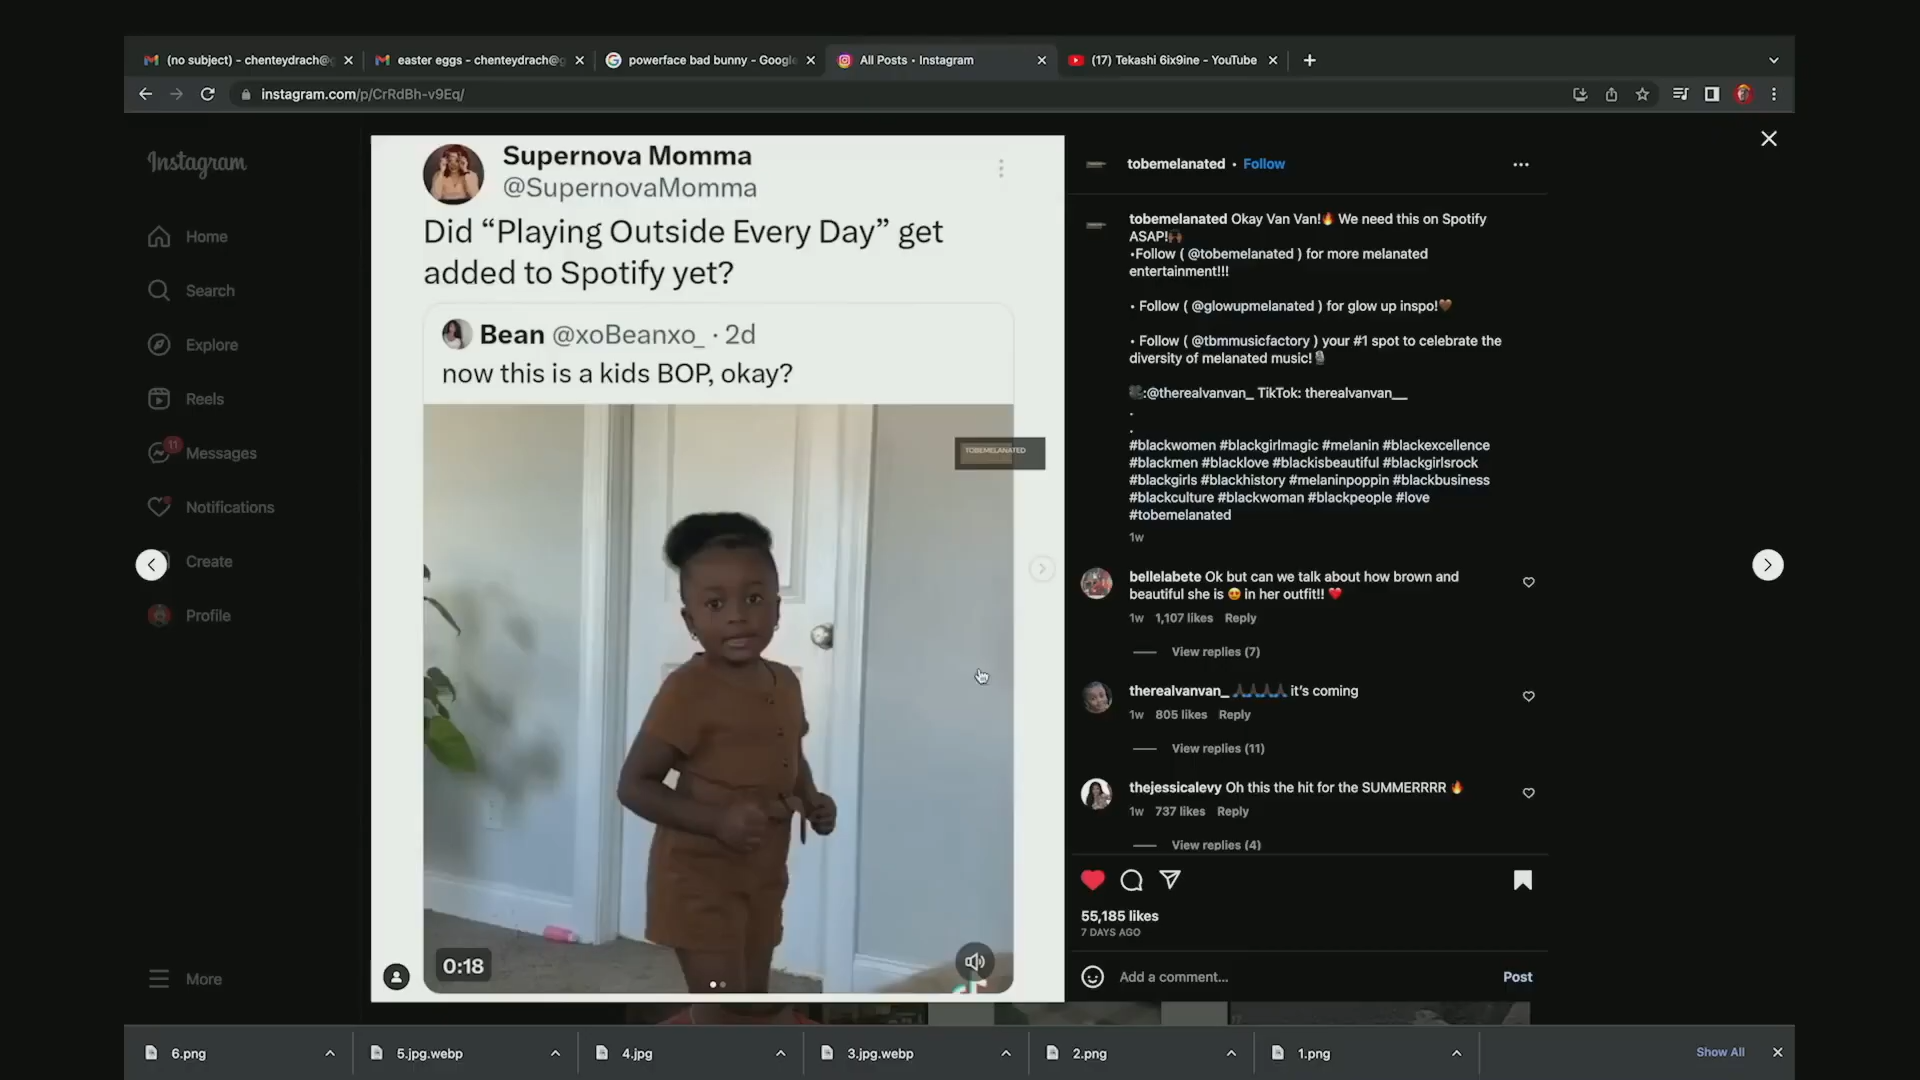 (no subject) - chenteydrach@
easter eggs - chenteydrach@g
powerface bad bunny - Google
All Posts • Instagram
(17) Tekashi 6ix9ine - YouTube
instagram.com/p/CrRdBh-v9Eq/
Instagram
Home
Search
Explore
Reels
11
Messages
Notifications
Create
Profile
More
Supernova Momma
@SupernovaMomma
Did “Playing Outside Every Day” get
added to Spotify yet?
Bean @xoBeanxo_ · 2d
now this is a kids BOP, okay?
TOBEMELANATED
0:18
tobemelanated • Follow
tobemelanated Okay Van Van!🔥 We need this on Spotify
ASAP!🙌🏾
•Follow ( @tobemelanated ) for more melanated
entertainment!!!
• Follow ( @glowupmelanated ) for glow up inspo!🤎
• Follow ( @tbmmusicfactory ) your #1 spot to celebrate the
diversity of melanated music!🎙
🎥:@therealvanvan_ TikTok: therealvanvan__
.
.
#blackwomen #blackgirlmagic #melanin #blackexcellence
#blackmen #blacklove #blackisbeautiful #blackgirlsrock
#blackgirls #blackhistory #melaninpoppin #blackbusiness
#blackculture #blackwoman #blackpeople #love
#tobemelanated
1w
bellelabete Ok but can we talk about how brown and
beautiful she is 😍 in her outfit!! ❤️
1w 1,107 likes Reply
View replies (7)
therealvanvan_ 🙏🏾🙏🏾🙏🏾🙏🏾 it’s coming
1w 805 likes Reply
View replies (11)
thejessicalevy Oh this the hit for the SUMMERRRR 🔥
1w 737 likes Reply
View replies (4)
55,185 likes
7 DAYS AGO
Add a comment...
Post
6.png
5.jpg.webp
4.jpg
3.jpg.webp
2.png
1.png
Show All